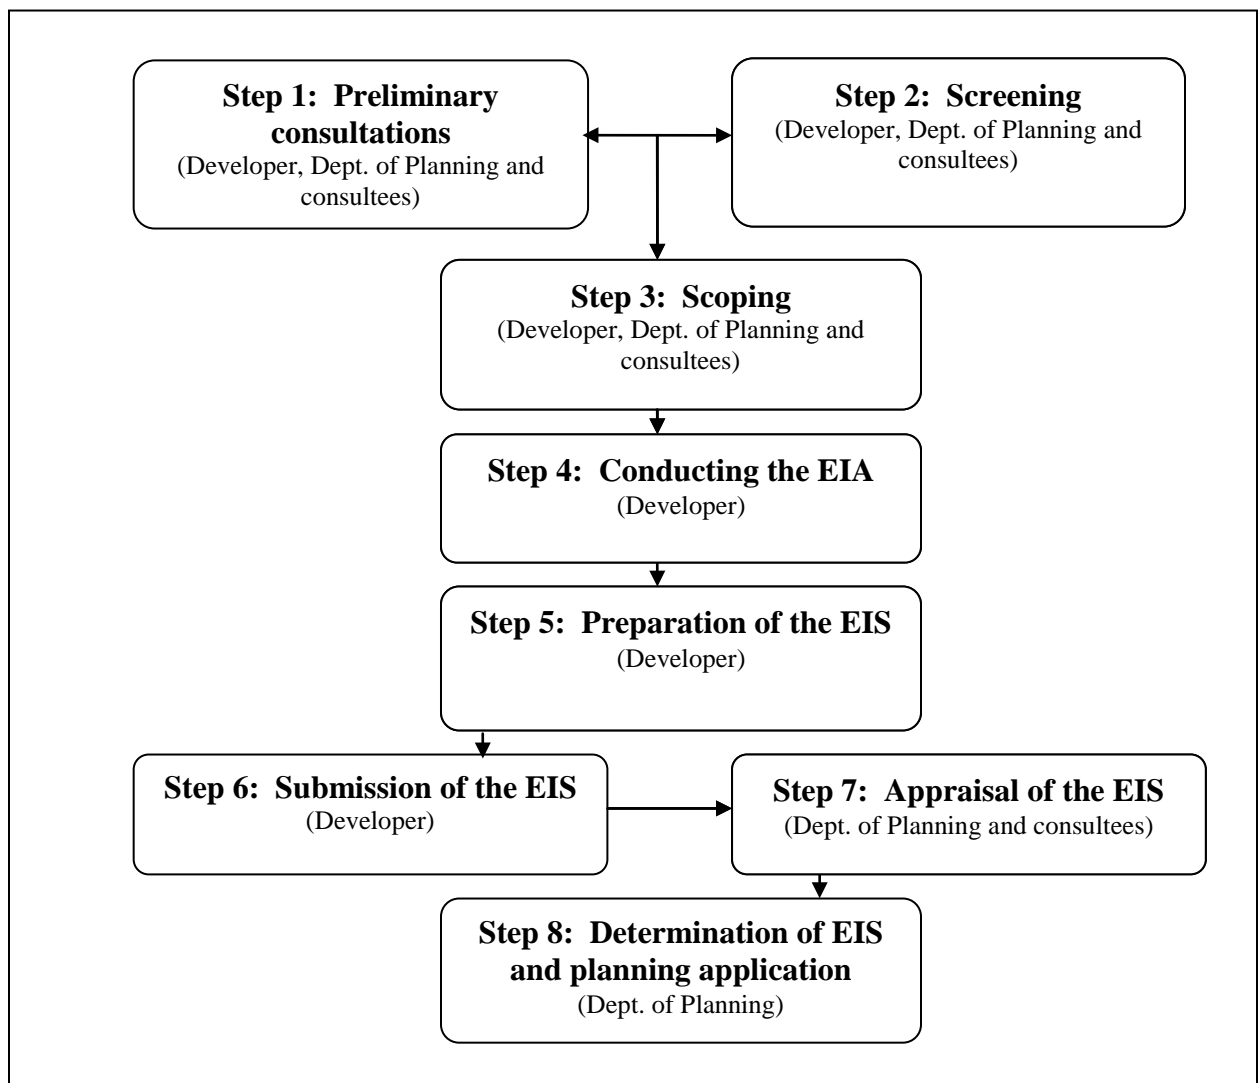 Step 1:  Preliminary
consultations
(Developer, Dept. of Planning and
consultees)
Step 2:  Screening
(Developer, Dept. of Planning and
consultees)
Step 3:  Scoping
(Developer, Dept. of Planning and
consultees)
Step 4:  Conducting the EIA
(Developer)
Step 5:  Preparation of the EIS
(Developer)
Step 6:  Submission of the EIS
(Developer)
Step 7:  Appraisal of the EIS
(Dept. of Planning and consultees)
Step 8:  Determination of EIS
and planning application
(Dept. of Planning)